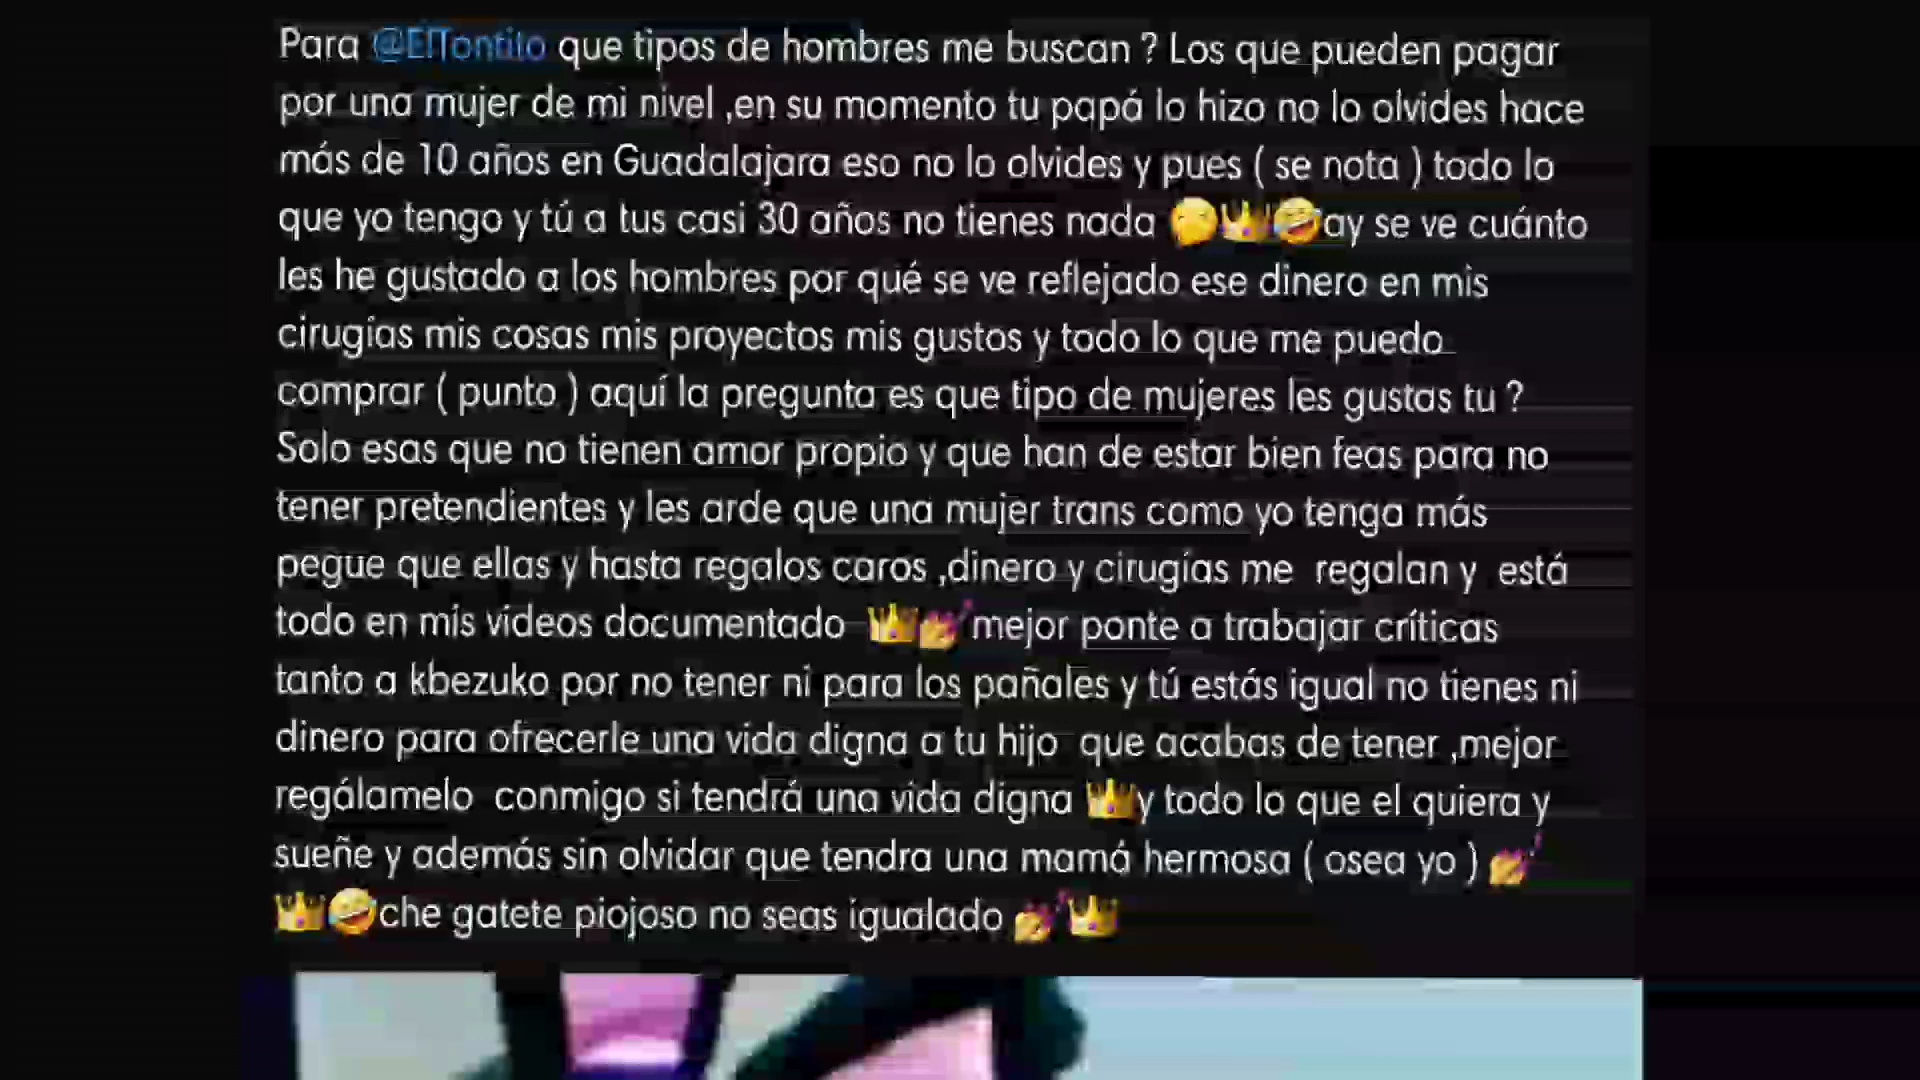 Para @ElTontilo que tipos de hombres me buscan ? Los que pueden pagar
por una mujer de mi nivel ,en su momento tu papá lo hizo no lo olvides hace
más de 10 años en Guadalajara eso no lo olvides y pues ( se nota ) todo lo
que yo tengo y tú a tus casi 30 años no tienes nada 🤭👑🤣ay se ve cuánto
les he gustado a los hombres por qué se ve reflejado ese dinero en mis
cirugías mis cosas mis proyectos mis gustos y todo lo que me puedo
comprar ( punto ) aquí la pregunta es que tipo de mujeres les gustas tu ?
Solo esas que no tienen amor propio y que han de estar bien feas para no
tener pretendientes y les arde que una mujer trans como yo tenga más
pegue que ellas y hasta regalos caros ,dinero y cirugías me regalan y está
todo en mís vídeos documentado 👑💅mejor ponte a trabajar críticas
tanto a kbezuko por no tener ni para los pañales y tú estás igual no tienes ni
dinero para ofrecerle una vida digna a tu hijo que acabas de tener ,mejor
regálamelo conmigo si tendrá una vida digna 👑y todo lo que el quiera y
sueñe y además sin olvidar que tendra una mamá hermosa ( osea yo ) 💅
👑🤣che gatete piojoso no seas igualado 💅👑